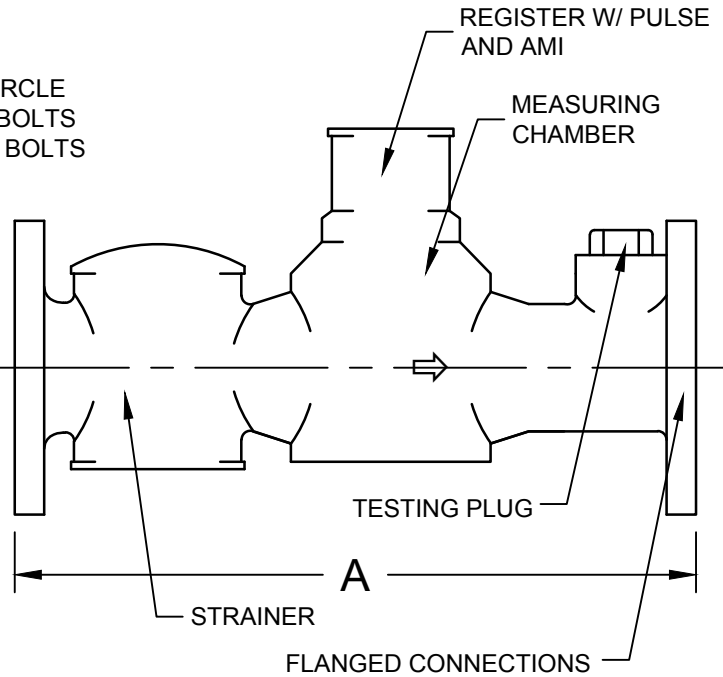 REGISTER W/ PULSE
AND AMI
RCLE
BOLTS
BOLTS
MEASURING
CHAMBER
TESTING PLUG
A
STRAINER
FLANGED CONNECTIONS